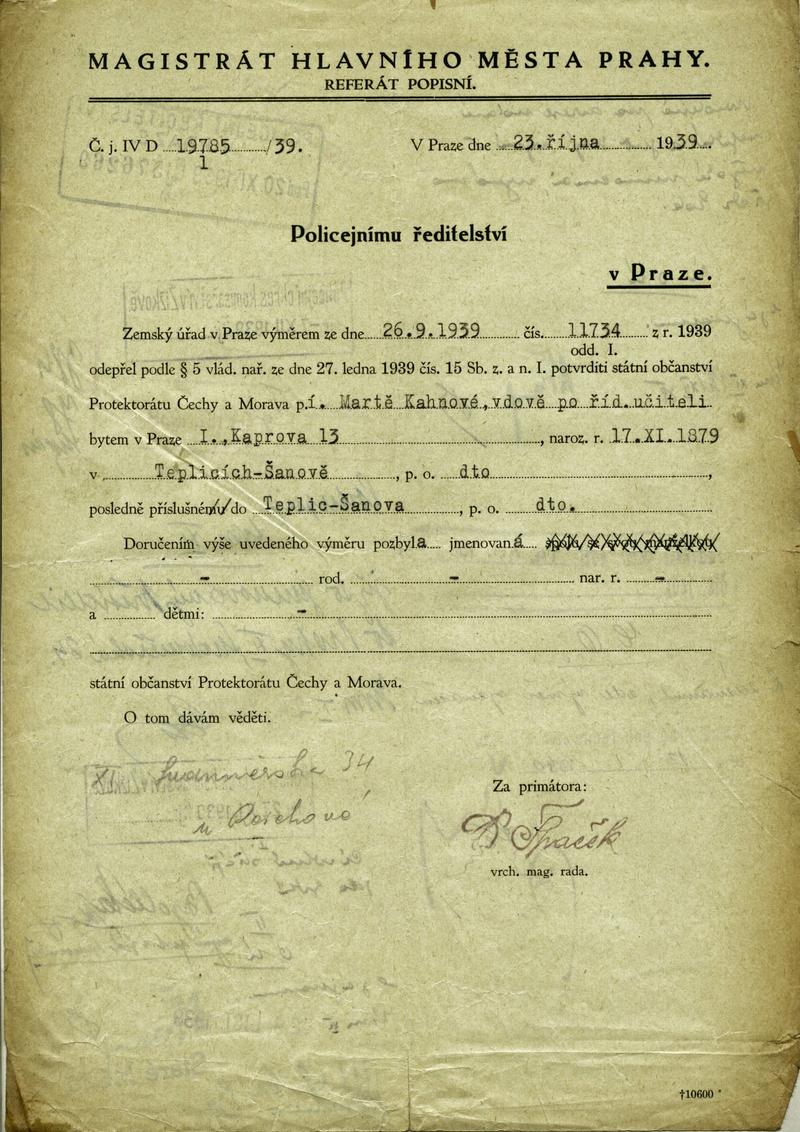 MAGISTRÁT HLAVNÍHO MĚSTA PRAHY.
REFERÁT POPISNÍ.
Č. j. IV D 19785/39.
1
V Praze dne 23. října 1939.
Policejnímu ředitelství
v Praze.
Zemský úřad v Praze výměrem ze dne 26.9.1939 čís. 11734 z r. 1939
odd. I.
odepřel podle § 5 vlád. nař. ze dne 27. ledna 1939 čís. 15 Sb. z. a n. I. potvrditi státní občanství
Protektorátu Čechy a Morava p.í. Martě Kahnové, vdově po říd. učiteli
bytem v Praze I., Kaprova 13, naroz. r. 17.XI.1879
v Teplicích-Šanově, p. o. dto,
posledně příslušném/u/ do Teplic-Šanova, p. o. dto.
Doručením výše uvedeného výměru pozbyla jmenovaná
- rod. - nar. r. -
a dětmi: -
státní občanství Protektorátu Čechy a Morava.
O tom dávám věděti.
XI 34
u
Za primátora:
Špaček
vrch. mag. rada.
†10600